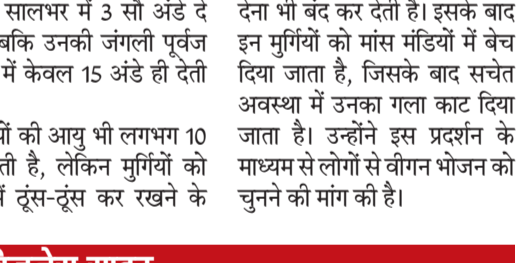 सालभर में 3 सौ अंडे दे
उनकी जंगली पूर्वज
में केवल 15 अंडे ही देती
की आयु भी लगभग 10
है, लेकिन मुर्गियों को
ठूंस-ठूंस कर रखने के
देना भी बंद कर देती है। इसके बाद
इन मुर्गियों को मांस मंडियों में बेच
दिया जाता है, जिसके बाद सचेत
अवस्था में उनका गला काट दिया
जाता है। उन्होंने इस प्रदर्शन के
माध्यम से लोगों से वीगन भोजन को
चुनने की मांग की है।